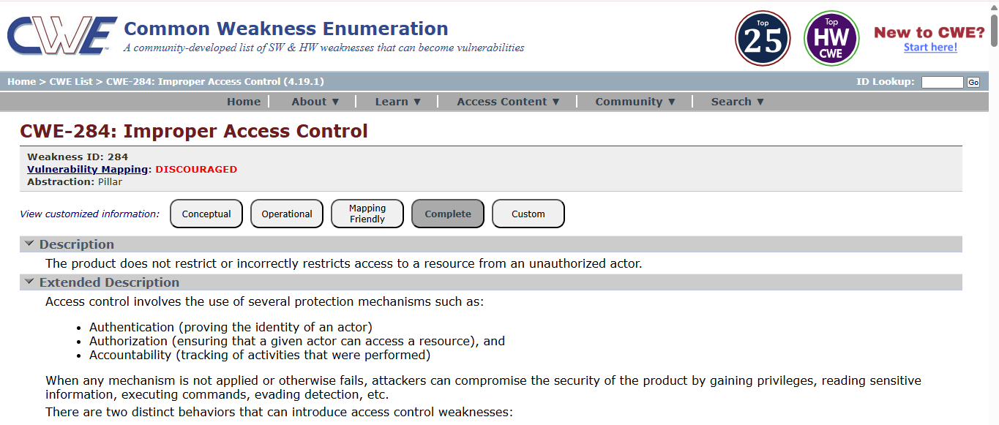 CWE™ Common Weakness Enumeration
A community-developed list of SW & HW weaknesses that can become vulnerabilities
Top 25
Top HW CWE
New to CWE?
Start here!
Home > CWE List > CWE-284: Improper Access Control (4.19.1)
ID Lookup: Go
Home About ▼ Learn ▼ Access Content ▼ Community ▼ Search ▼
CWE-284: Improper Access Control
Weakness ID: 284
Vulnerability Mapping: DISCOURAGED
Abstraction: Pillar
View customized information: Conceptual Operational Mapping Friendly Complete Custom
Description
The product does not restrict or incorrectly restricts access to a resource from an unauthorized actor.
Extended Description
Access control involves the use of several protection mechanisms such as:
• Authentication (proving the identity of an actor)
• Authorization (ensuring that a given actor can access a resource), and
• Accountability (tracking of activities that were performed)
When any mechanism is not applied or otherwise fails, attackers can compromise the security of the product by gaining privileges, reading sensitive
information, executing commands, evading detection, etc.
There are two distinct behaviors that can introduce access control weaknesses: